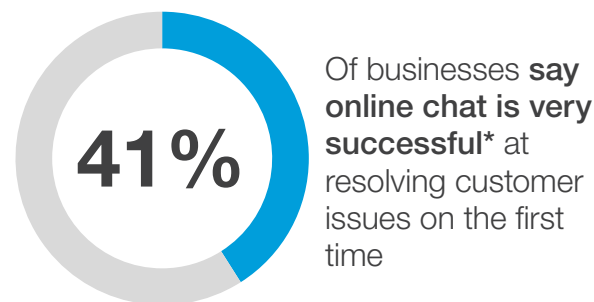 41%
Of businesses say
online chat is very
successful* at
resolving customer
issues on the first
time